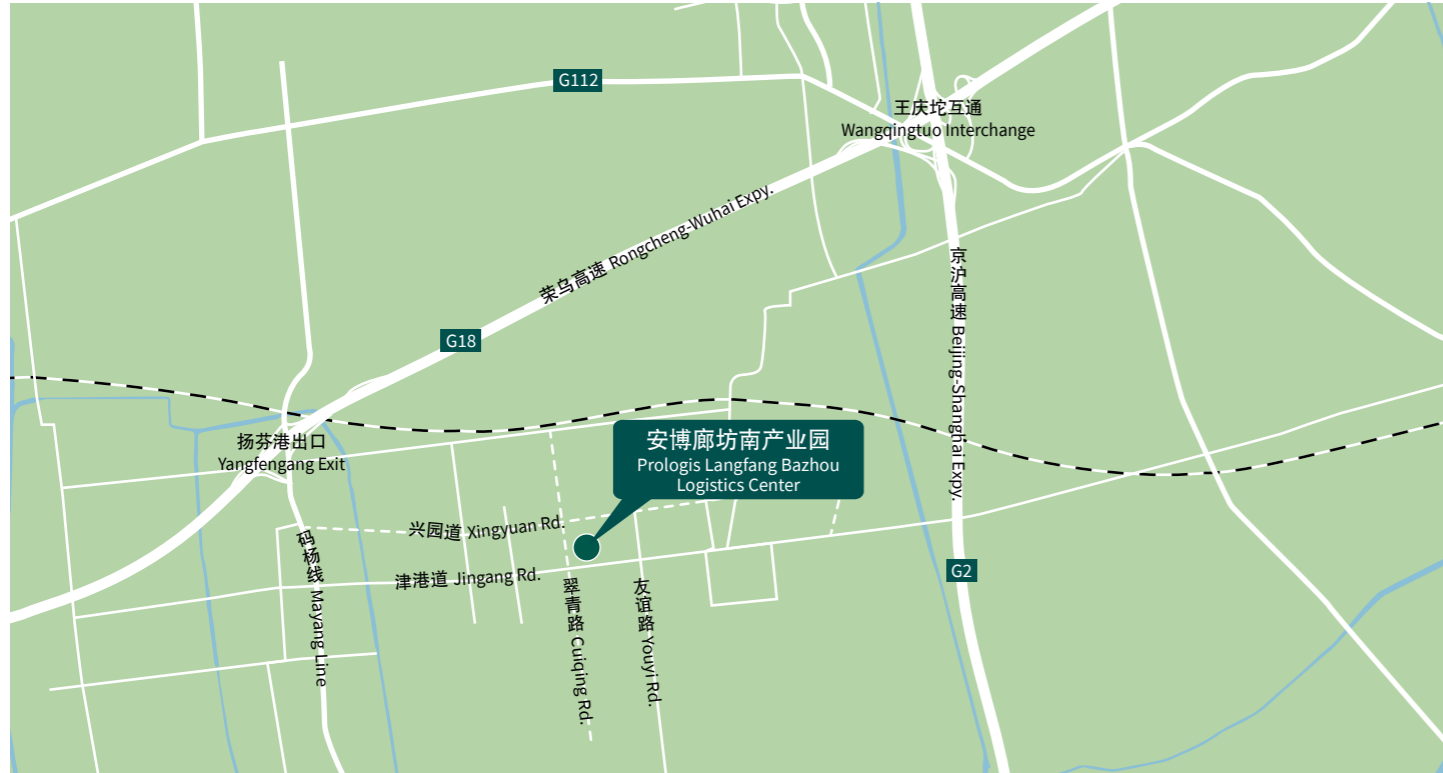 G112
王庆坨互通
Wangqingtuo Interchange
荣乌高速 Rongcheng-Wuhai Expy.
京沪高速 Beijing-Shanghai Expy.
G18
扬芬港出口
Yangfengang Exit
安博廊坊南产业园
Prologis Langfang Bazhou
Logistics Center
兴园道 Xingyuan Rd.
津港道 Jingang Rd.
码杨线 Mayang Line
翠青路 Cuiqing Rd.
友谊路 Youyi Rd.
G2